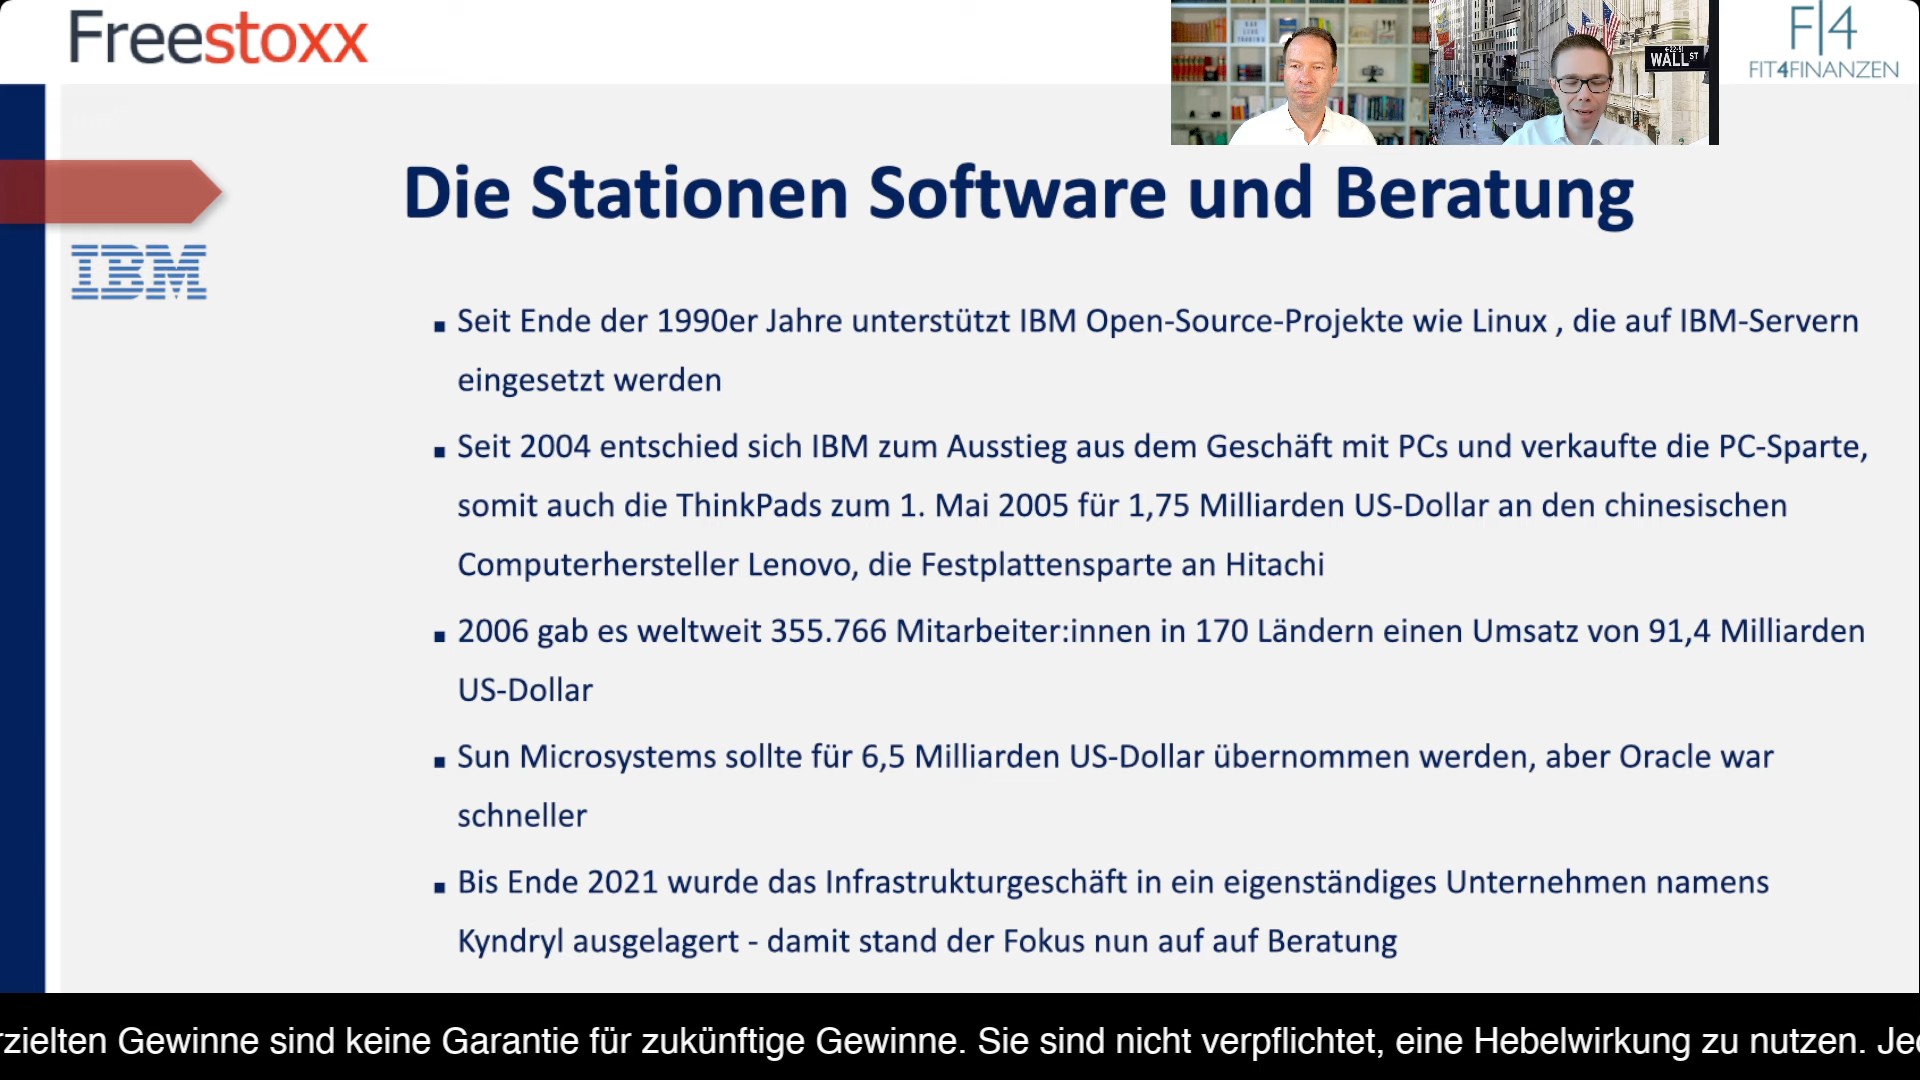 Freestoxx
WALL ST
F|4
FIT4FINANZEN
Die Stationen Software und Beratung
IBM
▪ Seit Ende der 1990er Jahre unterstützt IBM Open-Source-Projekte wie Linux , die auf IBM-Servern
eingesetzt werden
▪ Seit 2004 entschied sich IBM zum Ausstieg aus dem Geschäft mit PCs und verkaufte die PC-Sparte,
somit auch die ThinkPads zum 1. Mai 2005 für 1,75 Milliarden US-Dollar an den chinesischen
Computerhersteller Lenovo, die Festplattensparte an Hitachi
▪ 2006 gab es weltweit 355.766 Mitarbeiter:innen in 170 Ländern einen Umsatz von 91,4 Milliarden
US-Dollar
▪ Sun Microsystems sollte für 6,5 Milliarden US-Dollar übernommen werden, aber Oracle war
schneller
▪ Bis Ende 2021 wurde das Infrastrukturgeschäft in ein eigenständiges Unternehmen namens
Kyndryl ausgelagert - damit stand der Fokus nun auf auf Beratung
rzielten Gewinne sind keine Garantie für zukünftige Gewinne. Sie sind nicht verpflichtet, eine Hebelwirkung zu nutzen. Jed